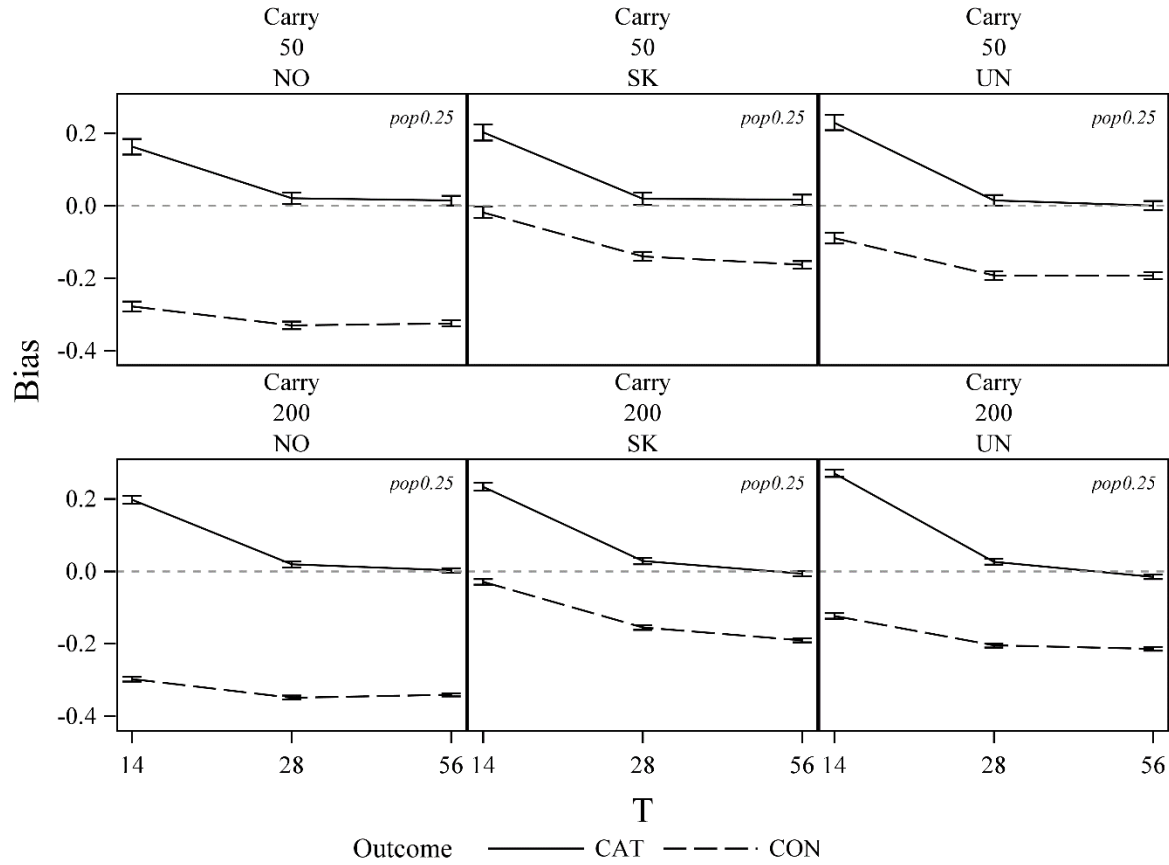 Carry Carry Carry
50 50 50
NO SK UN
pop0.25 pop0.25 pop0.25
0.2
0.0
-0.2
-0.4
Bias
Carry Carry Carry
200 200 200
NO SK UN
pop0.25 pop0.25 pop0.25
0.2
0.0
-0.2
-0.4
14 28 56 14 28 56 14 28 56
T
Outcome CAT CON